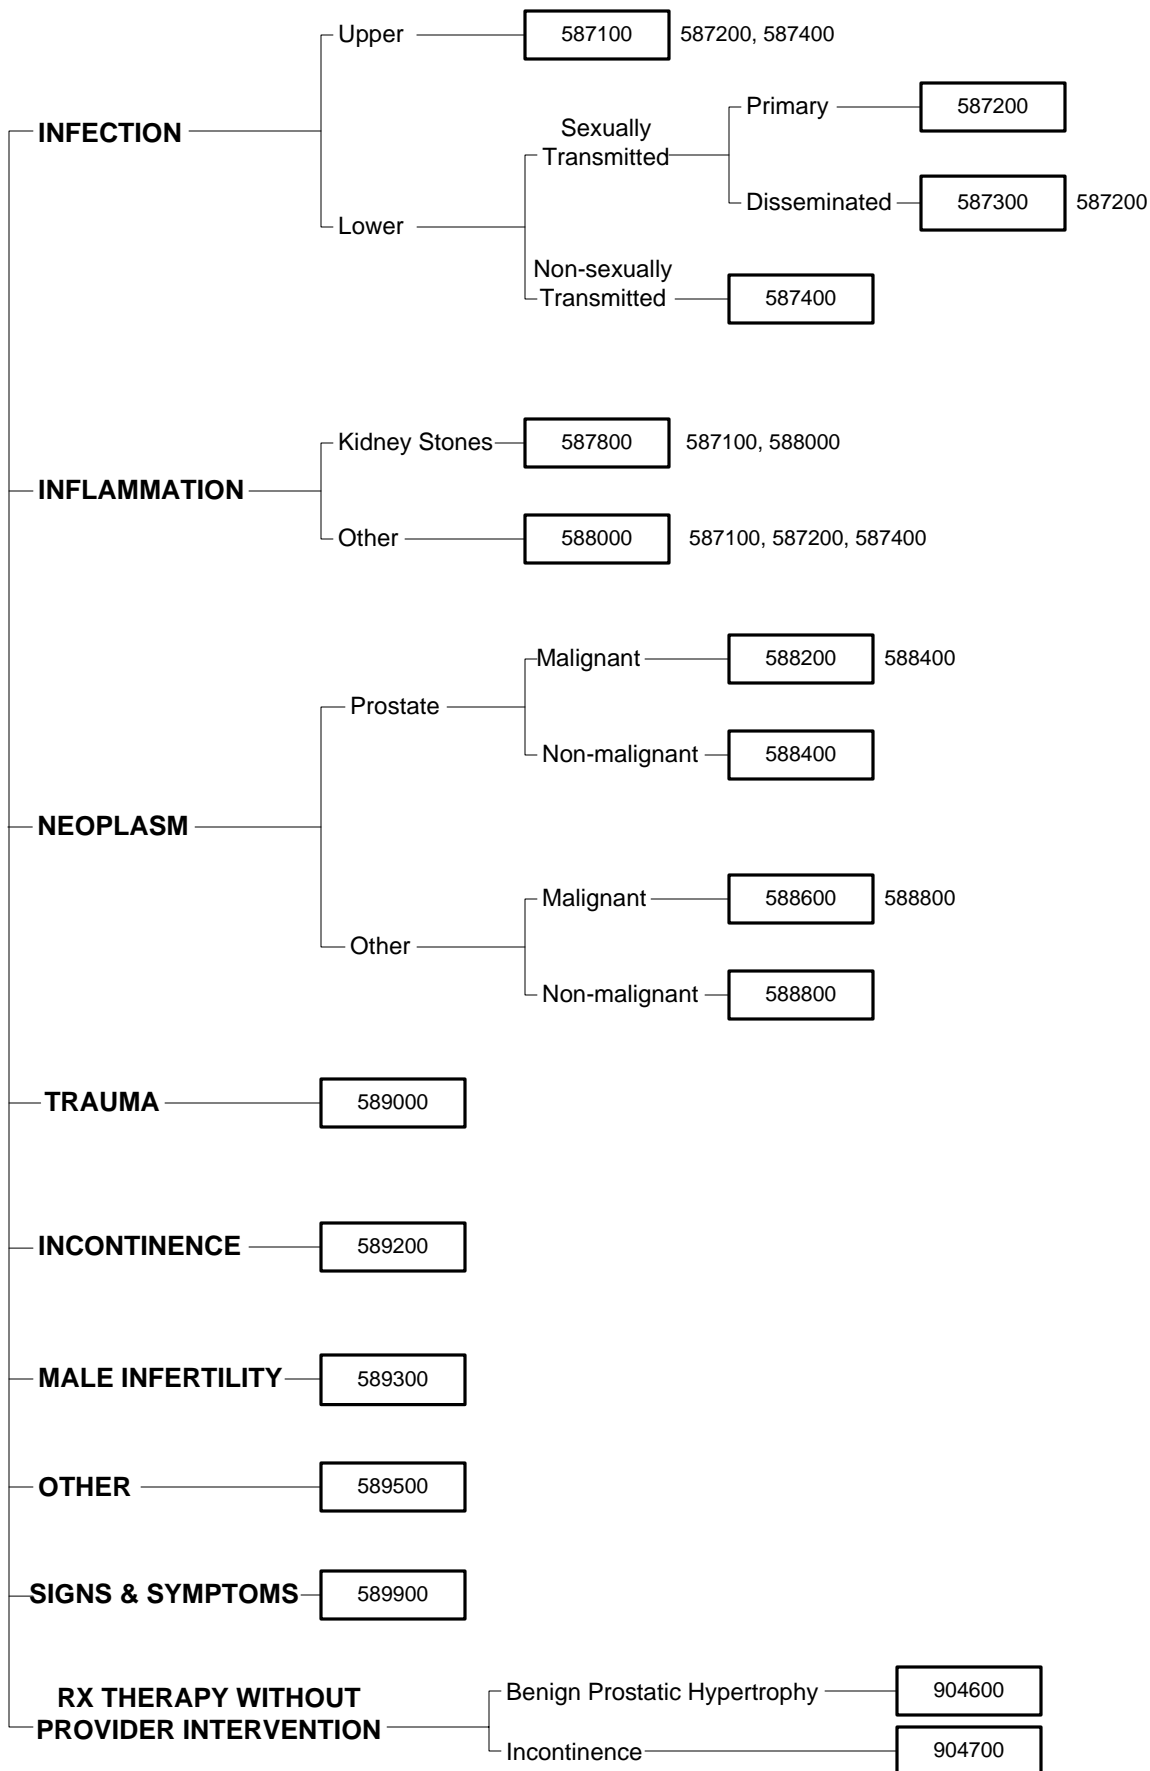 Upper 587100 587200, 587400
Primary 587200
INFECTION
Sexually
Transmitted
Disseminated 587300 587200
Lower
Non-sexually
Transmitted 587400
Kidney Stones 587800 587100, 588000
INFLAMMATION
Other 588000 587100, 587200, 587400
Malignant 588200 588400
Prostate
Non-malignant 588400
NEOPLASM
Malignant 588600 588800
Other
Non-malignant 588800
TRAUMA 589000
INCONTINENCE 589200
MALE INFERTILITY 589300
OTHER 589500
SIGNS & SYMPTOMS 589900
RX THERAPY WITHOUT
PROVIDER INTERVENTION
Benign Prostatic Hypertrophy 904600
Incontinence 904700